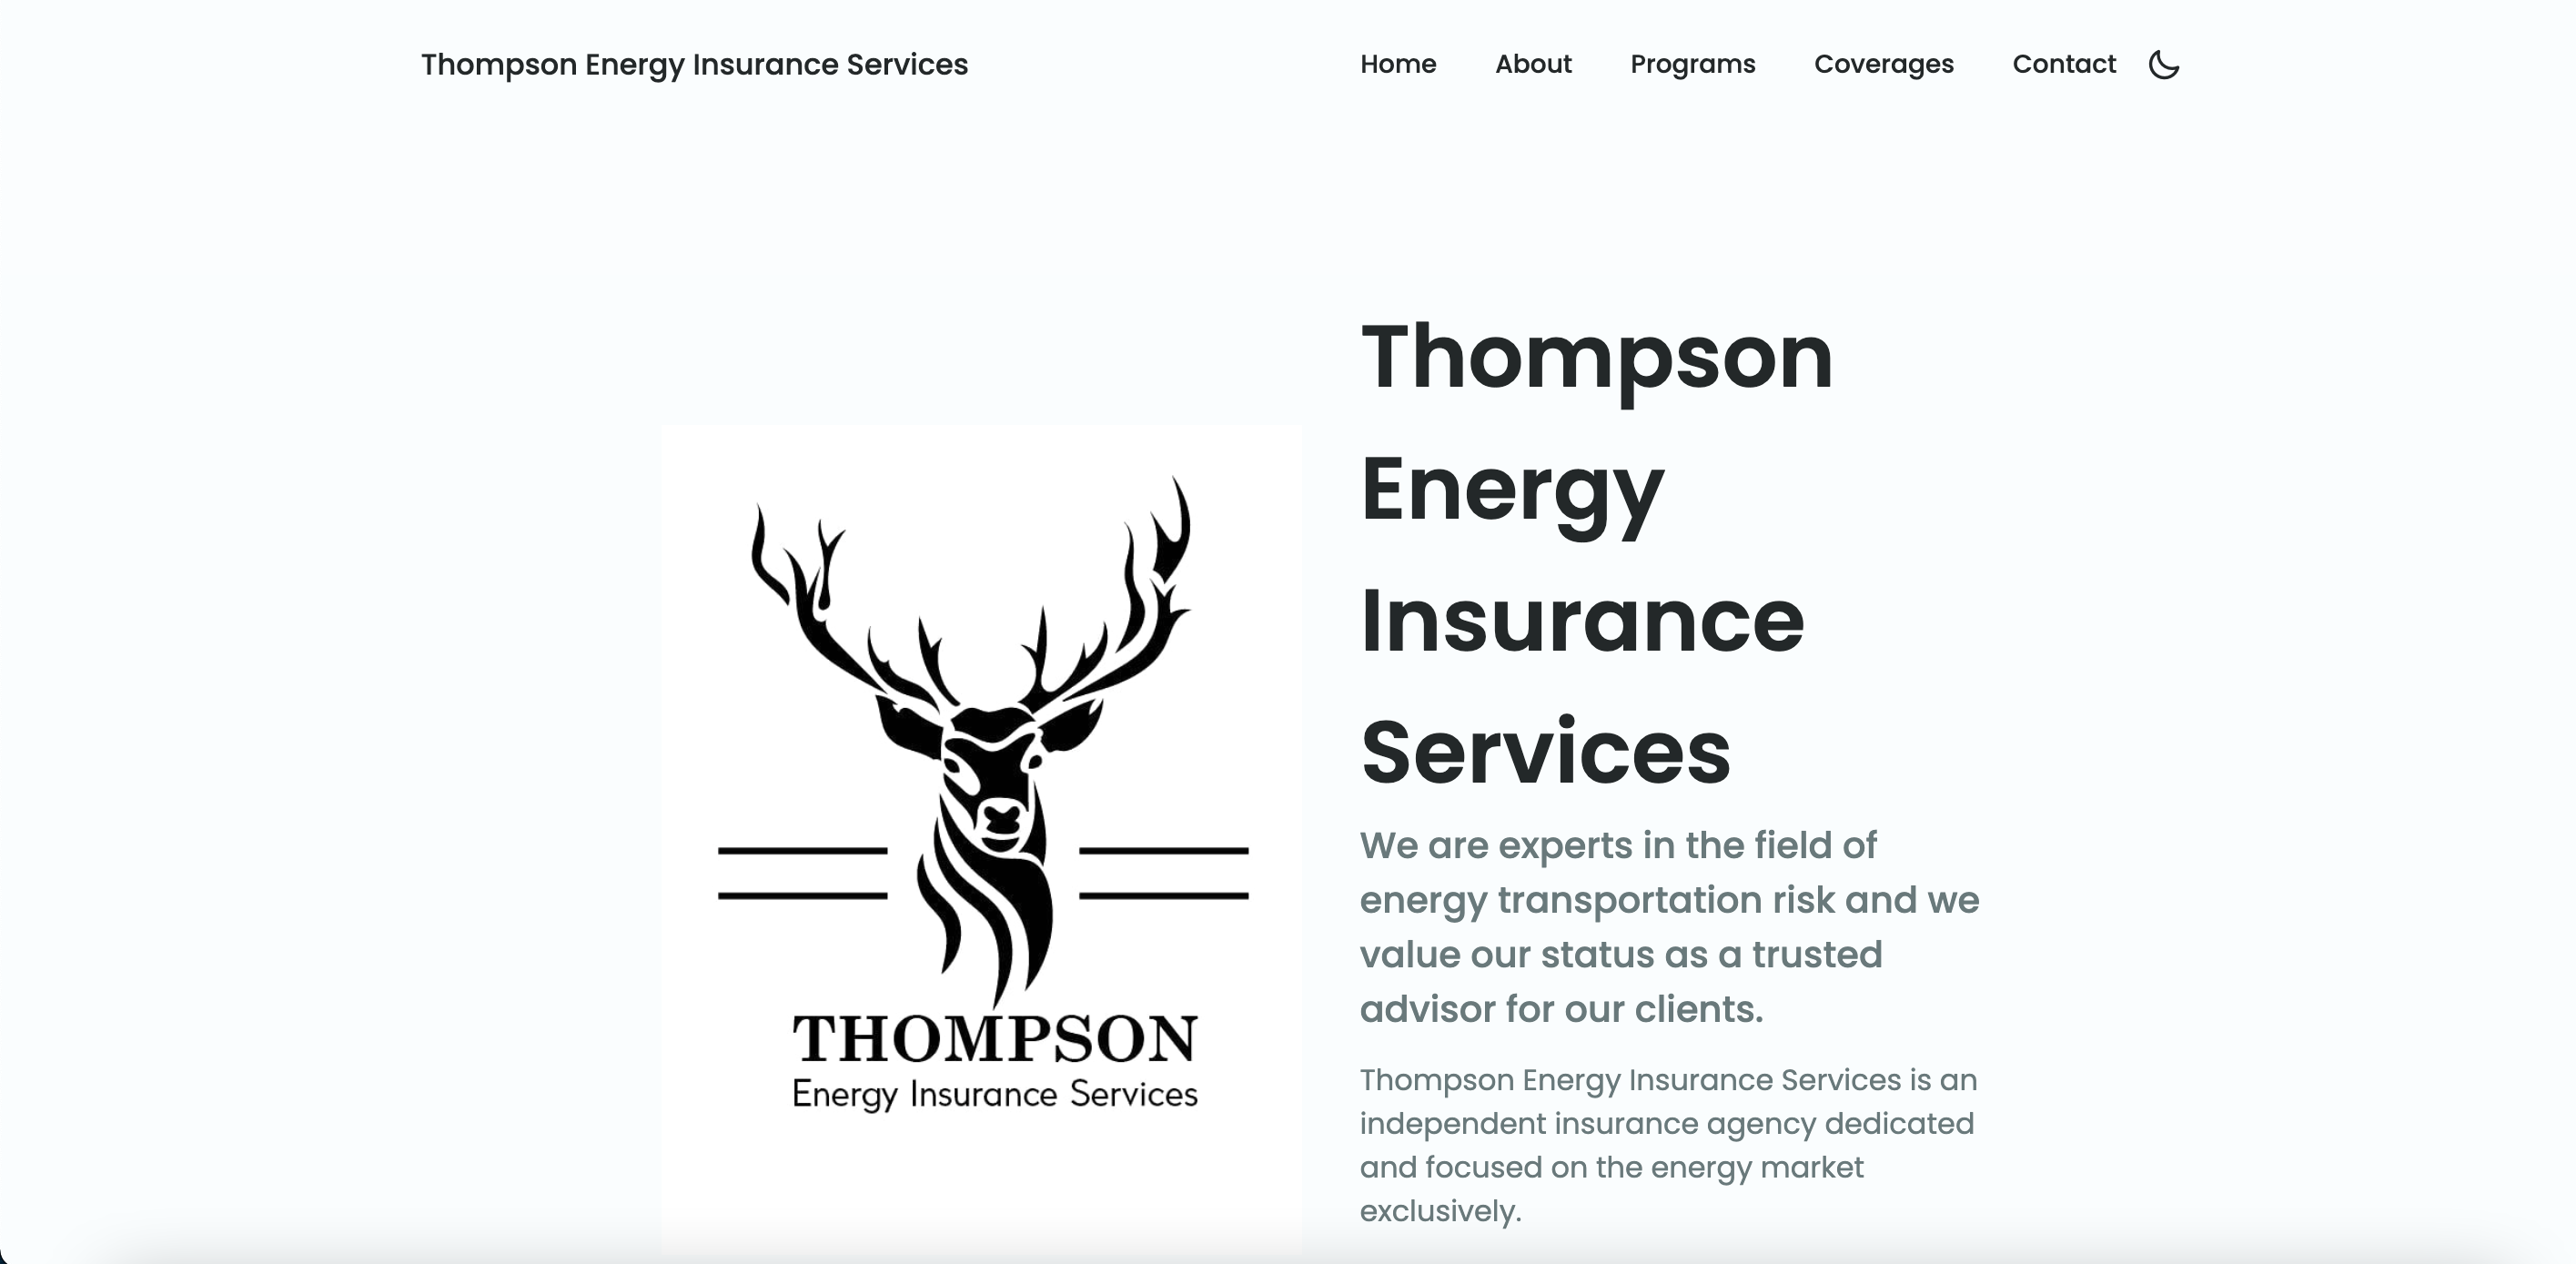 Thompson Energy Insurance Services
Home About Programs Coverages Contact
THOMPSON
Energy Insurance Services
Thompson
Energy
Insurance
Services
We are experts in the field of
energy transportation risk and we
value our status as a trusted
advisor for our clients.
Thompson Energy Insurance Services is an
independent insurance agency dedicated
and focused on the energy market
exclusively.